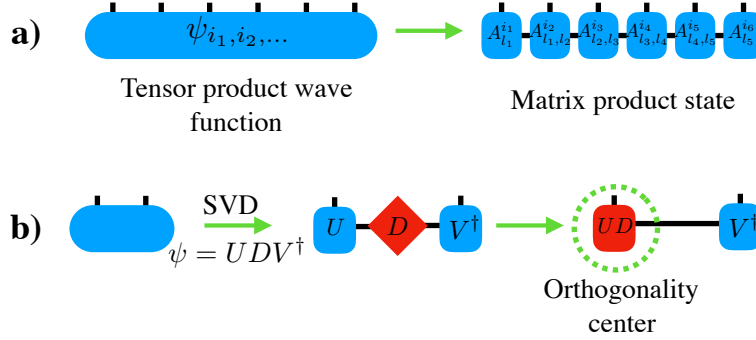 a) ψ_{i_1,i_2,...} A^{i_1}_{l_1} A^{i_2}_{l_1,l_2} A^{i_3}_{l_2,l_3} A^{i_4}_{l_3,l_4} A^{i_5}_{l_4,l_5} A^{i_6}_{l_5}
Tensor product wave
function
Matrix product state
b) SVD U D V† UD V†
ψ = UDV†
Orthogonality
center